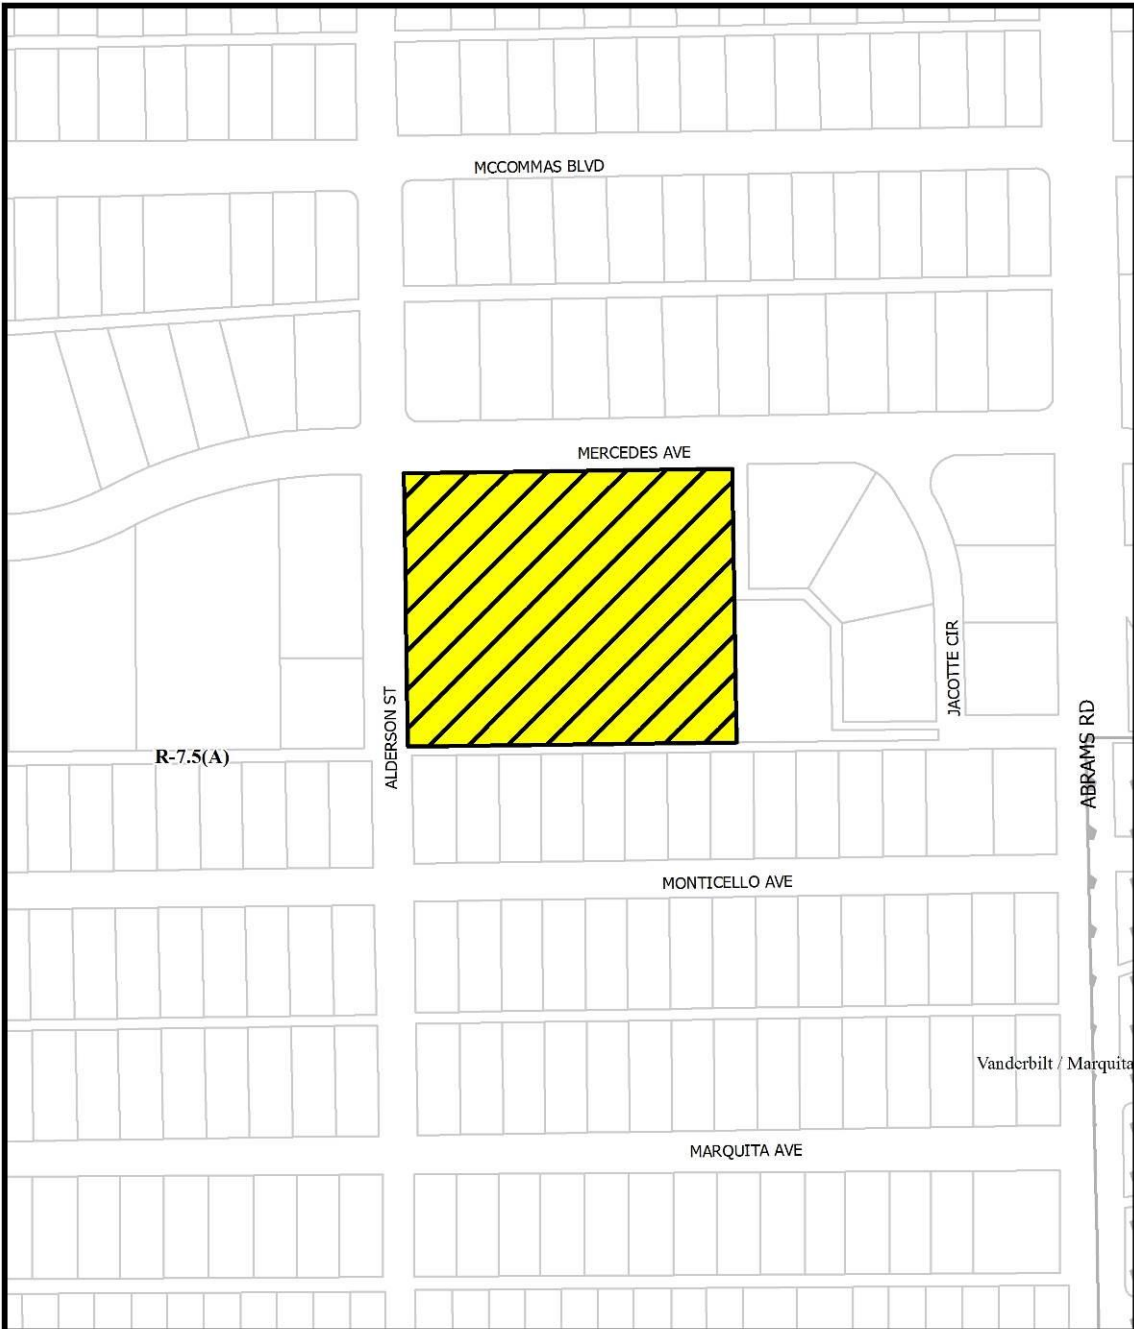 MCCOMMAS BLVD
MERCEDES AVE
JACOTTE CIR
ALDERSON ST
ABRAMS RD
R-7.5(A)
MONTICELLO AVE
Vanderbilt / Marquita
MARQUITA AVE